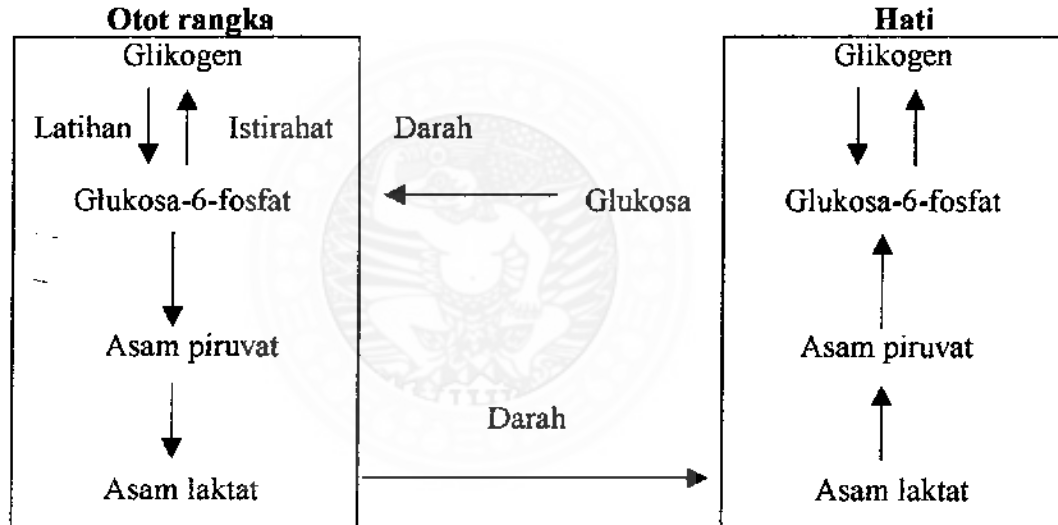 Otot rangka
Hati
Glikogen
Glikogen
Latihan
Istirahat
Darah
Glukosa-6-fosfat
Glukosa
Glukosa-6-fosfat
Asam piruvat
Asam piruvat
Darah
Asam laktat
Asam laktat